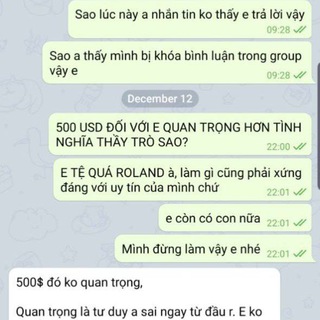 Sao lúc này a nhắn tin ko thấy e trả lời vậy
09:28
Sao a thấy mình bị khóa bình luận trong group
vậy e
09:28
December 12
500 USD ĐỐI VỚI E QUAN TRỌNG HƠN TÌNH
NGHĨA THẦY TRÒ SAO?
22:00
E TỆ QUÁ ROLAND à, làm gì cũng phải xứng
đáng với uy tín của mình chứ
22:01
e còn có con nữa
22:01
Mình đừng làm vậy e nhé
22:01
500$ đó ko quan trọng,
Quan trọng là tư duy a sai ngay từ đầu r. E ko